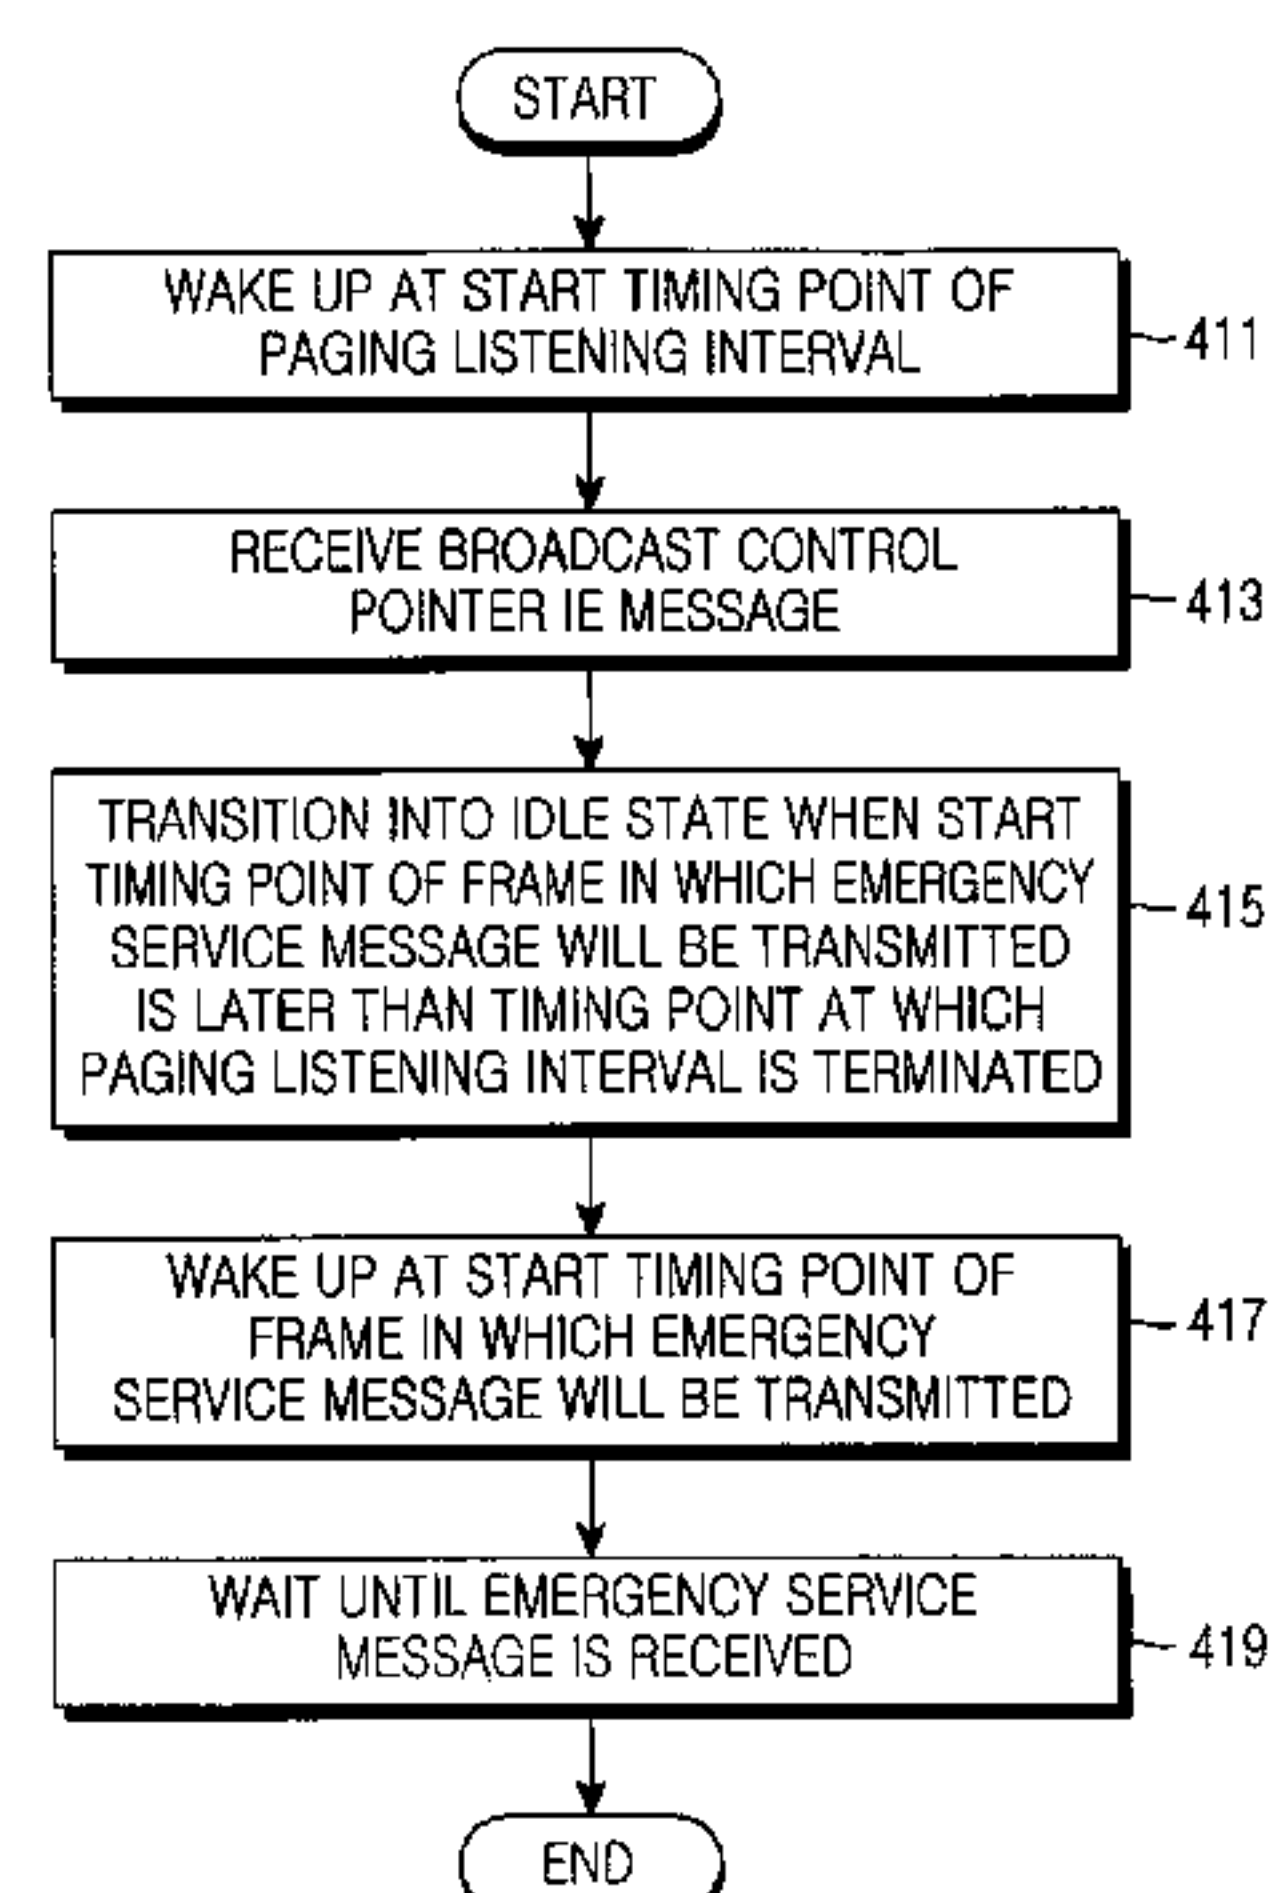 START
WAKE UP AT START TIMING POINT OF
PAGING LISTENING INTERVAL
411
RECEIVE BROADCAST CONTROL
POINTER IE MESSAGE
413
TRANSITION INTO IDLE STATE WHEN START
TIMING POINT OF FRAME IN WHICH EMERGENCY
SERVICE MESSAGE WILL BE TRANSMITTED
IS LATER THAN TIMING POINT AT WHICH
PAGING LISTENING INTERVAL IS TERMINATED
415
WAKE UP AT START TIMING POINT OF
FRAME IN WHICH EMERGENCY
SERVICE MESSAGE WILL BE TRANSMITTED
417
WAIT UNTIL EMERGENCY SERVICE
MESSAGE IS RECEIVED
419
END